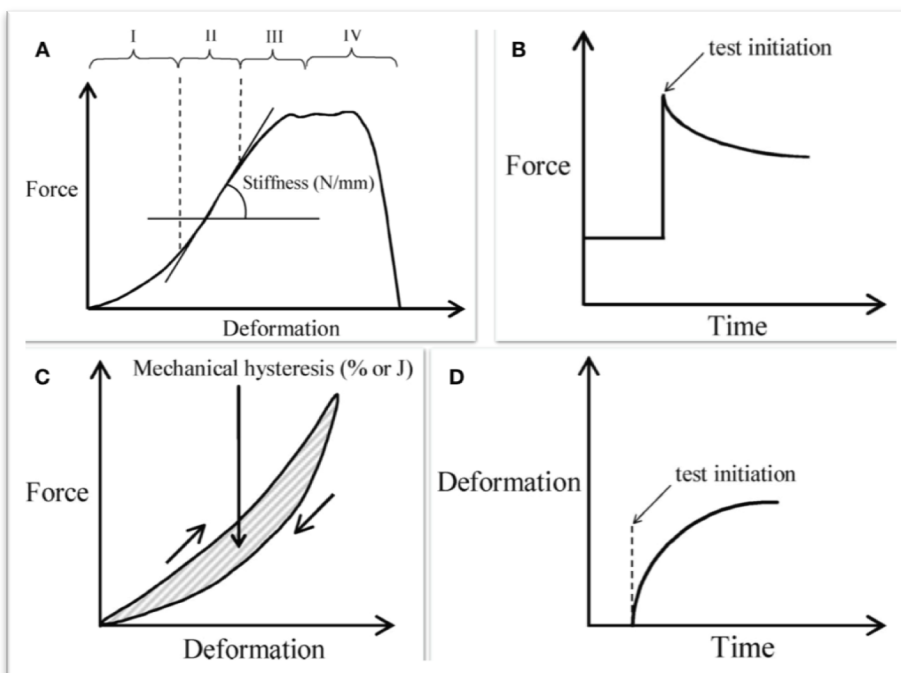 A
I II III IV
Force
Stiffness (N/mm)
Deformation
B
test initiation
Force
Time
C
Mechanical hysteresis (% or J)
Force
Deformation
D
Deformation
test initiation
Time